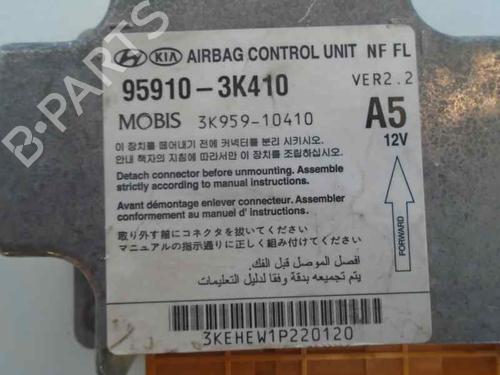 HYUNDAI KIA AIRBAG CONTROL UNIT NF FL
95910-3K410 VER2.2
MOBIS 3K959-10410 A5
12V
이 장치를 떼어내기 전에 커넥터를 분리 시키시오.
안내 책자의 지침에 따라서만 이 장치를 조립하십시오.
Detach connector before unmounting. Assemble
strictly according to manual instructions.
Avant démontage enlever connecteur. Assembler
conformement au manuel d'instructions.
取り外す前にコネクタを抜いてください
マニュアルの指示通りに正しく組み付けてください
افصل الموصل قبل الفك.
يتم تجميعه بدقة وفقا لدليل التعليمات
FORWARD
3KEHEW1P220120
B-PARTS